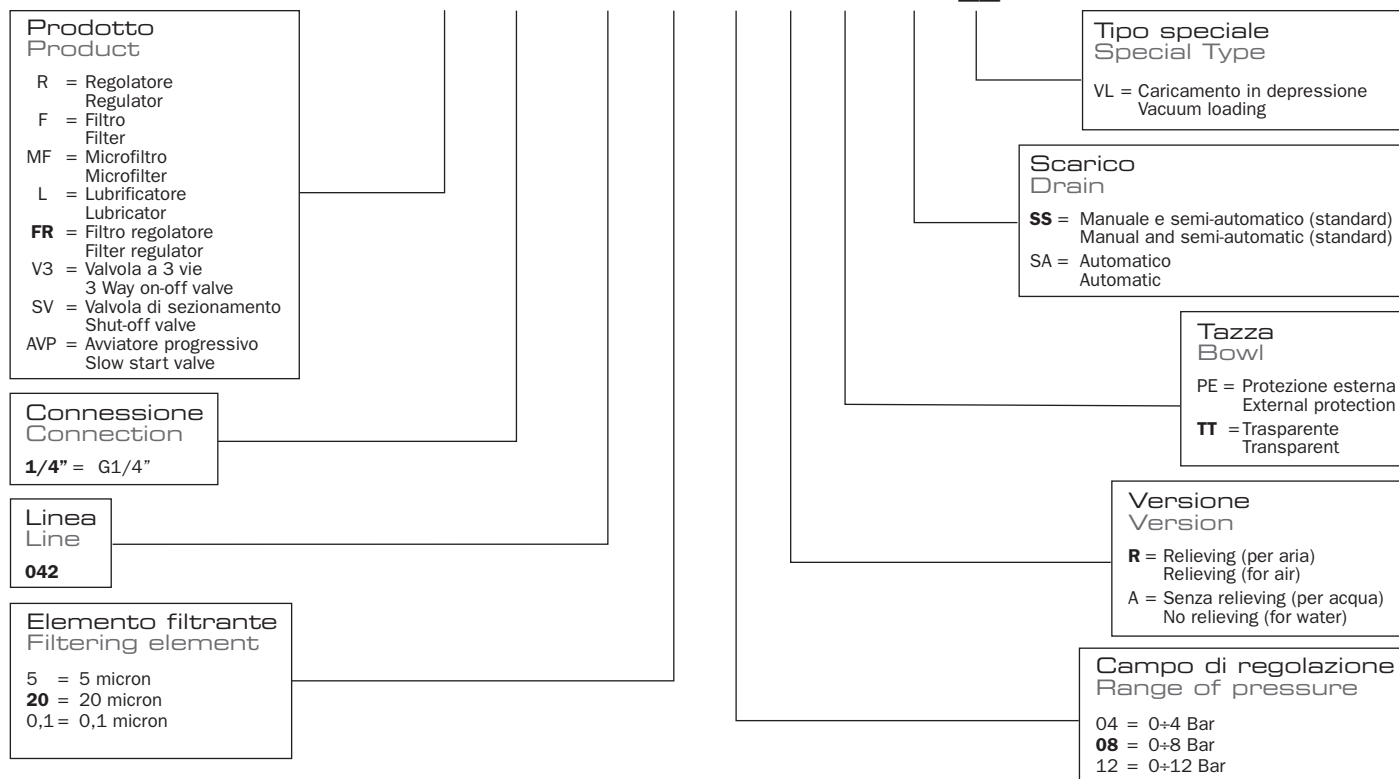 Prodotto
Product
R = Regolatore
Regulator
F = Filtro
Filter
MF = Microfiltro
Microfilter
L = Lubrificatore
Lubricator
FR = Filtro regolatore
Filter regulator
V3 = Valvola a 3 vie
3 Way on-off valve
SV = Valvola di sezionamento
Shut-off valve
AVP = Avviatore progressivo
Slow start valve
Connessione
Connection
1/4” = G1/4”
Linea
Line
042
Elemento filtrante
Filtering element
5 = 5 micron
20 = 20 micron
0,1 = 0,1 micron
Tipo speciale
Special Type
VL = Caricamento in depressione
Vacuum loading
Scarico
Drain
SS = Manuale e semi-automatico (standard)
Manual and semi-automatic (standard)
SA = Automatico
Automatic
Tazza
Bowl
PE = Protezione esterna
External protection
TT = Trasparente
Transparent
Versione
Version
R = Relieving (per aria)
Relieving (for air)
A = Senza relieving (per acqua)
No relieving (for water)
Campo di regolazione
Range of pressure
04 = 0÷4 Bar
08 = 0÷8 Bar
12 = 0÷12 Bar